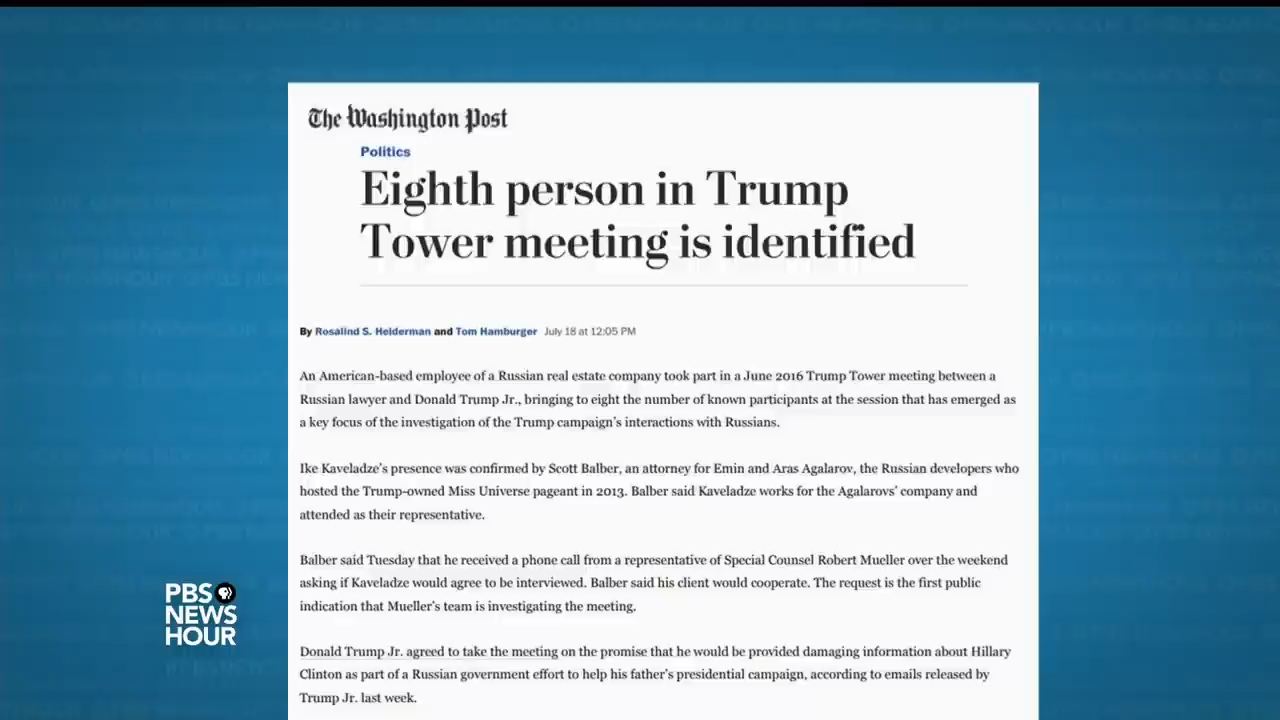 The Washington Post
Politics
Eighth person in Trump
Tower meeting is identified
By Rosalind S. Helderman and Tom Hamburger July 18 at 12:05 PM
An American-based employee of a Russian real estate company took part in a June 2016 Trump Tower meeting between a
Russian lawyer and Donald Trump Jr., bringing to eight the number of known participants at the session that has emerged as
a key focus of the investigation of the Trump campaign's interactions with Russians.
Ike Kaveladze's presence was confirmed by Scott Balber, an attorney for Emin and Aras Agalarov, the Russian developers who
hosted the Trump-owned Miss Universe pageant in 2013. Balber said Kaveladze works for the Agalarovs' company and
attended as their representative.
Balber said Tuesday that he received a phone call from a representative of Special Counsel Robert Mueller over the weekend
asking if Kaveladze would agree to be interviewed. Balber said his client would cooperate. The request is the first public
indication that Mueller's team is investigating the meeting.
Donald Trump Jr. agreed to take the meeting on the promise that he would be provided damaging information about Hillary
Clinton as part of a Russian government effort to help his father's presidential campaign, according to emails released by
Trump Jr. last week.
PBS
NEWS
HOUR